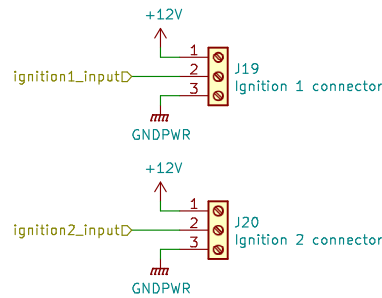 +12V
1
ignition1_input
2
3
J19
Ignition 1 connector
GNDPWR
+12V
1
ignition2_input
2
3
J20
Ignition 2 connector
GNDPWR